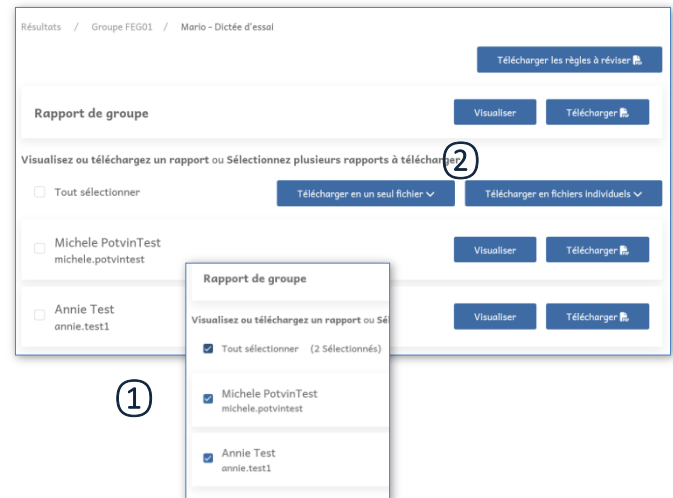 Résultats / Groupe FEG01 / Mario - Dictée d'essai
Télécharger les règles à réviser
Rapport de groupe
Visualiser
Télécharger
Visualisez ou téléchargez un rapport ou Sélectionnez plusieurs rapports à télécharger
2
Tout sélectionner
Télécharger en un seul fichier
Télécharger en fichiers individuels
Michele PotvinTest
michele.potvintest
Visualiser
Télécharger
Annie Test
annie.test1
Visualiser
Télécharger
1
Rapport de groupe
Visualisez ou téléchargez un rapport ou Sé
Tout sélectionner (2 Sélectionnés)
Michele PotvinTest
michele.potvintest
Annie Test
annie.test1